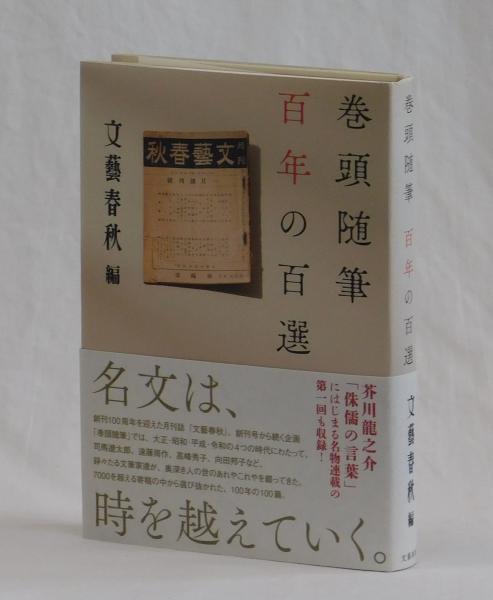 巻頭随筆
百年の百選
文藝春秋 編
月刊
文藝春秋
名文は、
創刊100周年を迎えた月刊誌「文藝春秋」。創刊号から続く企画
「巻頭随筆」では、大正・昭和・平成・令和の4つの時代にわたって、
司馬遼太郎、遠藤周作、高峰秀子、向田邦子など、
錚々たる文筆家達が、奥深き人の世のあれやこれやを綴ってきた。
7000を超える寄稿の中から選び抜かれた、100年の100篇。
時を越えていく。
芥川龍之介
「侏儒の言葉」
にはじまる名物連載の
第一回も収録!
巻頭随筆 百年の百選 文藝春秋 編